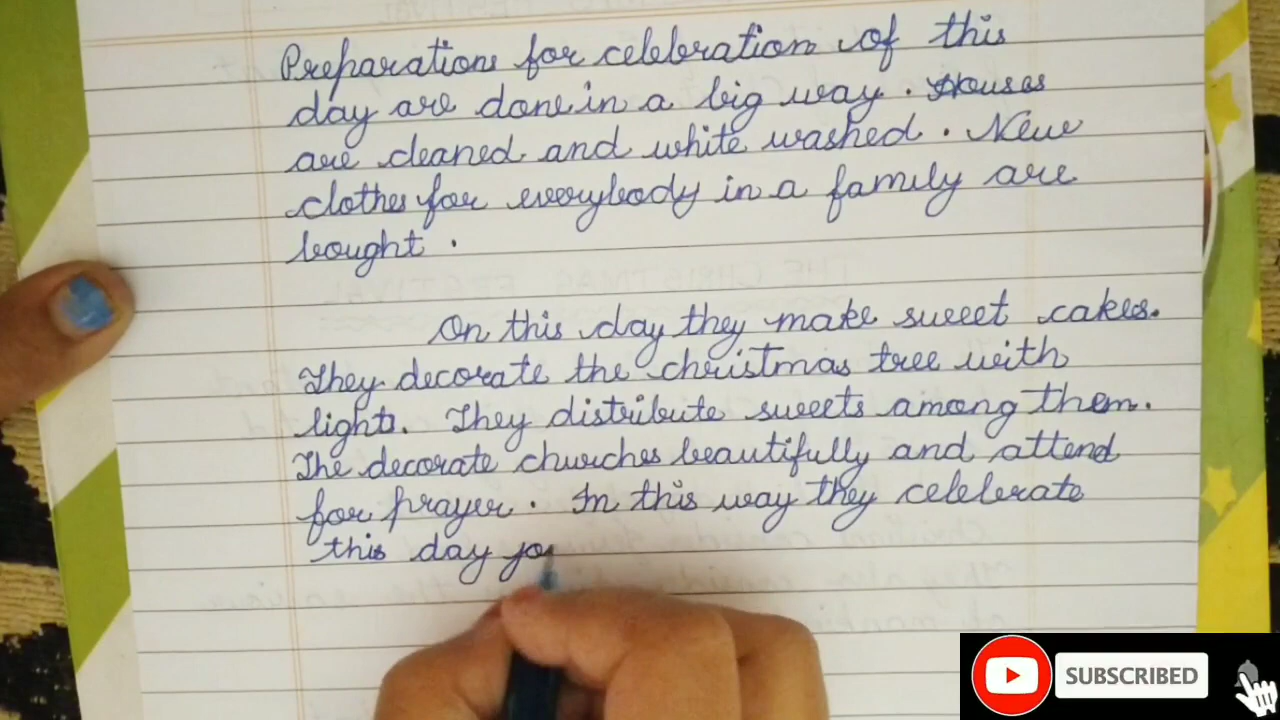 Preparations for celebration of this
day are done in a big way. Houses
are cleaned and white washed. New
clothes for everybody in a family are
bought.
On this day they make sweet cakes.
They decorate the christmas tree with
lights. They distribute sweets among them.
The decorate churches beautifully and attend
for prayer. In this way they celebrate
this day jo
SUBSCRIBED